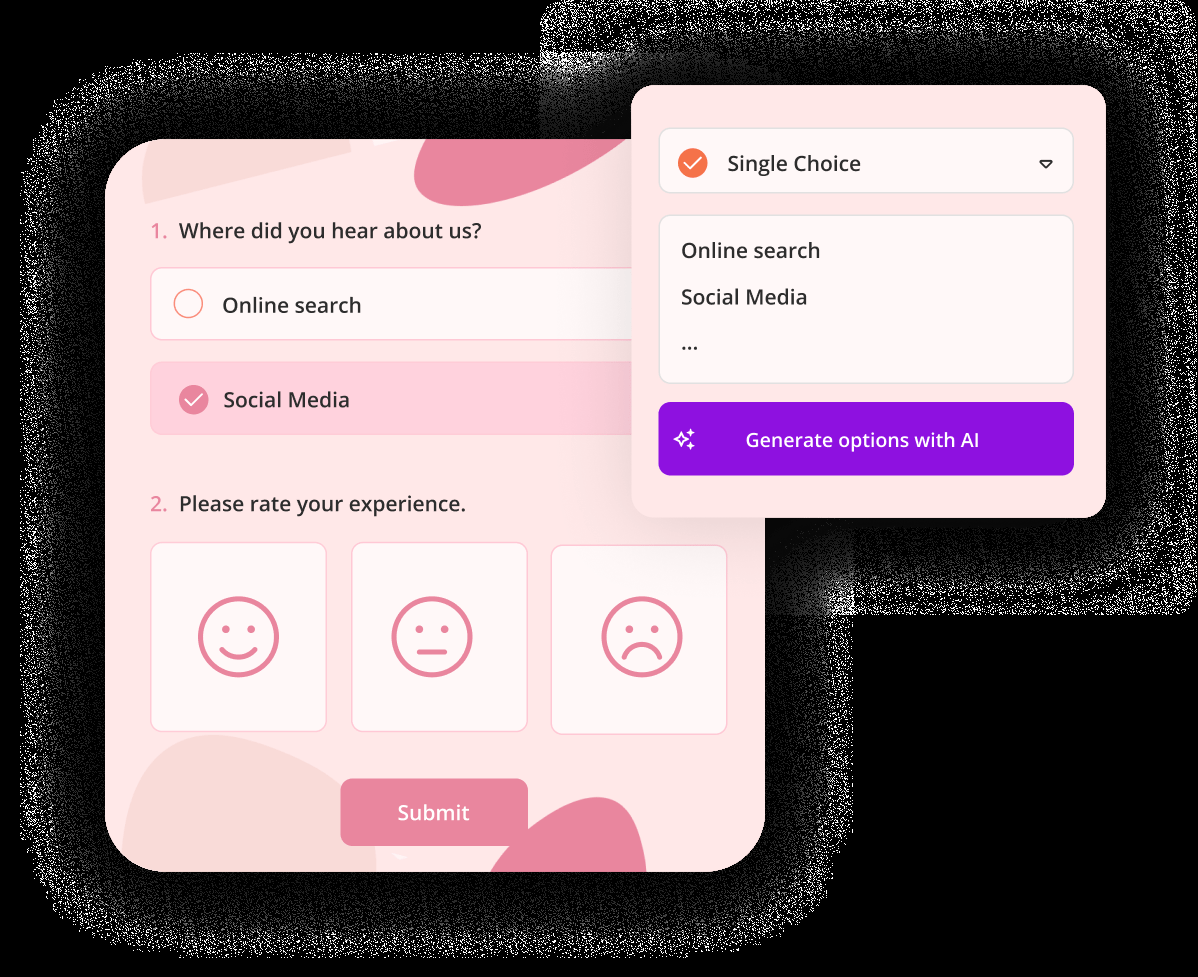 1. Where did you hear about us?
Online search
Social Media
2. Please rate your experience.
Submit
Single Choice
Online search
Social Media
...
Generate options with AI